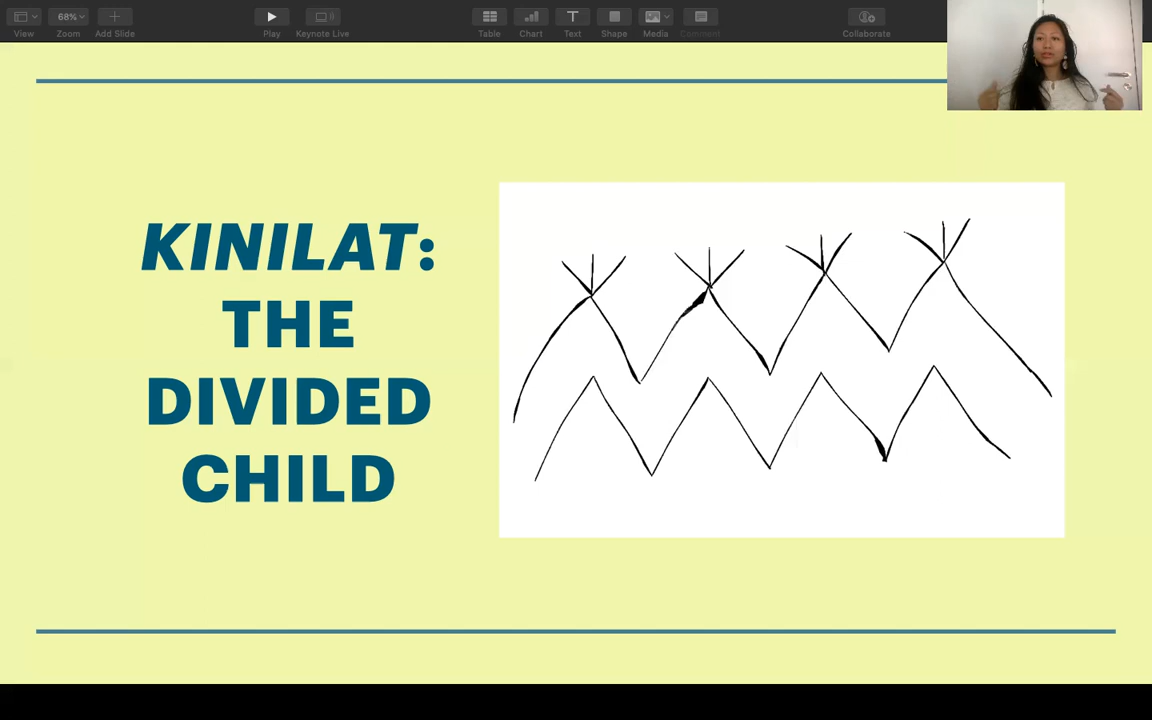 68%
View
Zoom
Add Slide
Play
Keynote Live
Table
Chart
Text
Shape
Media
Comment
Collaborate
KINILAT:
THE
DIVIDED
CHILD